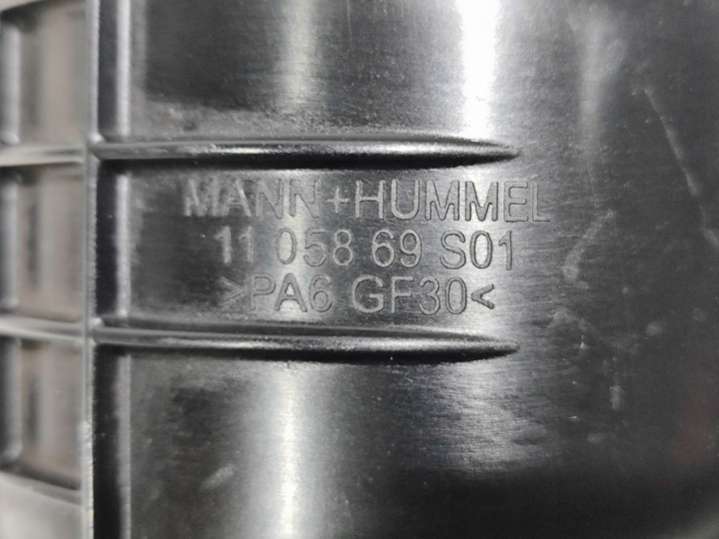 MANN+HUMMEL
11 058 69 S01
>PA6 GF30<